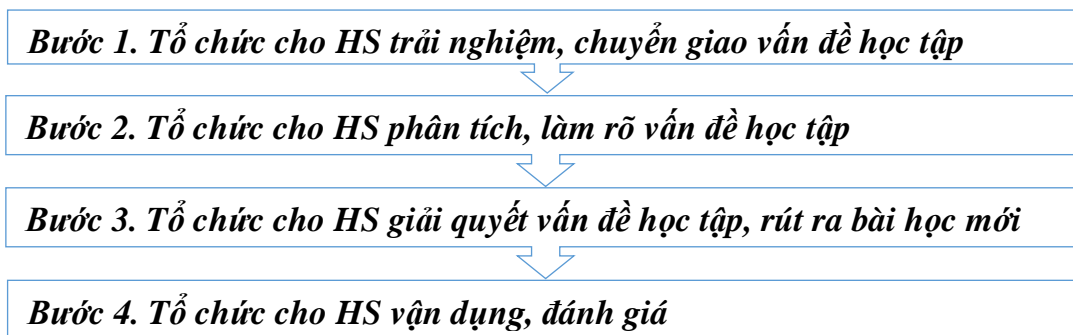 Bước 1. Tổ chức cho HS trải nghiệm, chuyển giao vấn đề học tập
Bước 2. Tổ chức cho HS phân tích, làm rõ vấn đề học tập
Bước 3. Tổ chức cho HS giải quyết vấn đề học tập, rút ra bài học mới
Bước 4. Tổ chức cho HS vận dụng, đánh giá